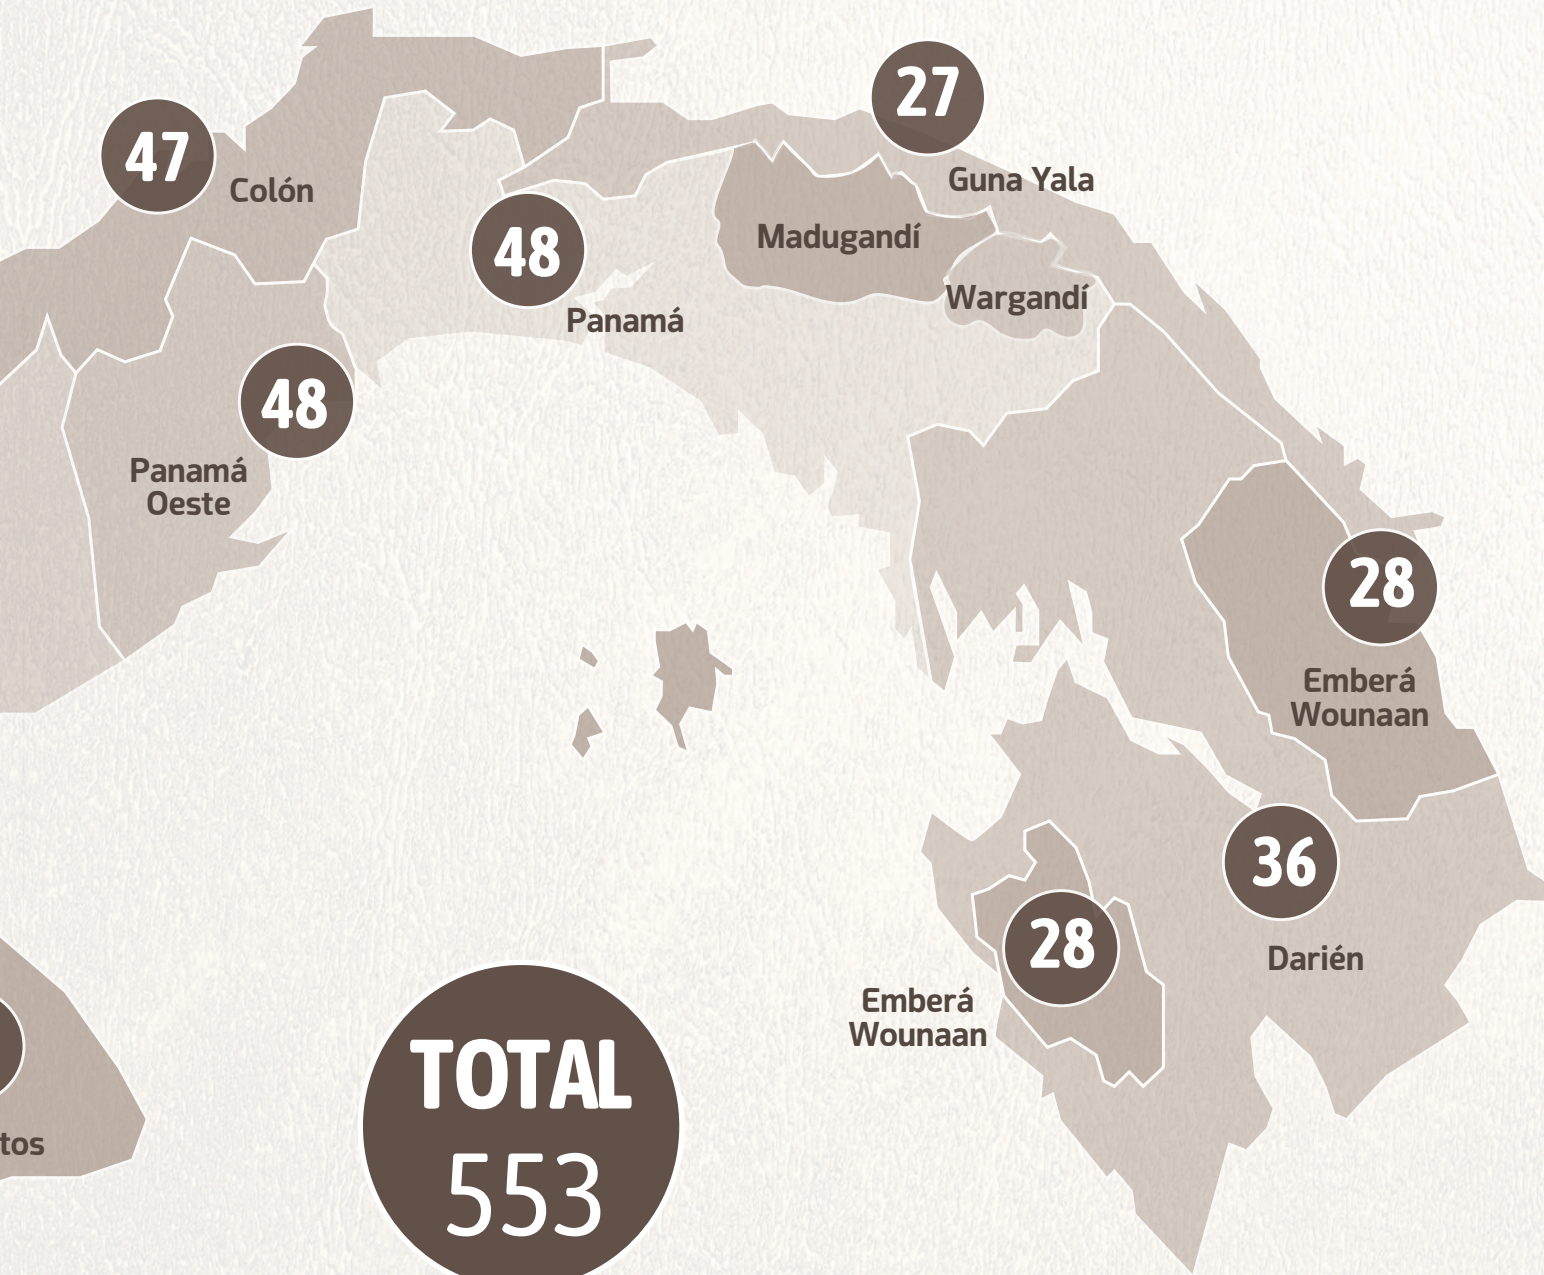 27
47
Guna Yala
Colón
Madugandí
48
Wargandí
Panamá
48
Panamá
Oeste
28
Emberá
Wounaan
36
28
Darién
Emberá
Wounaan
TOTAL
553
tos